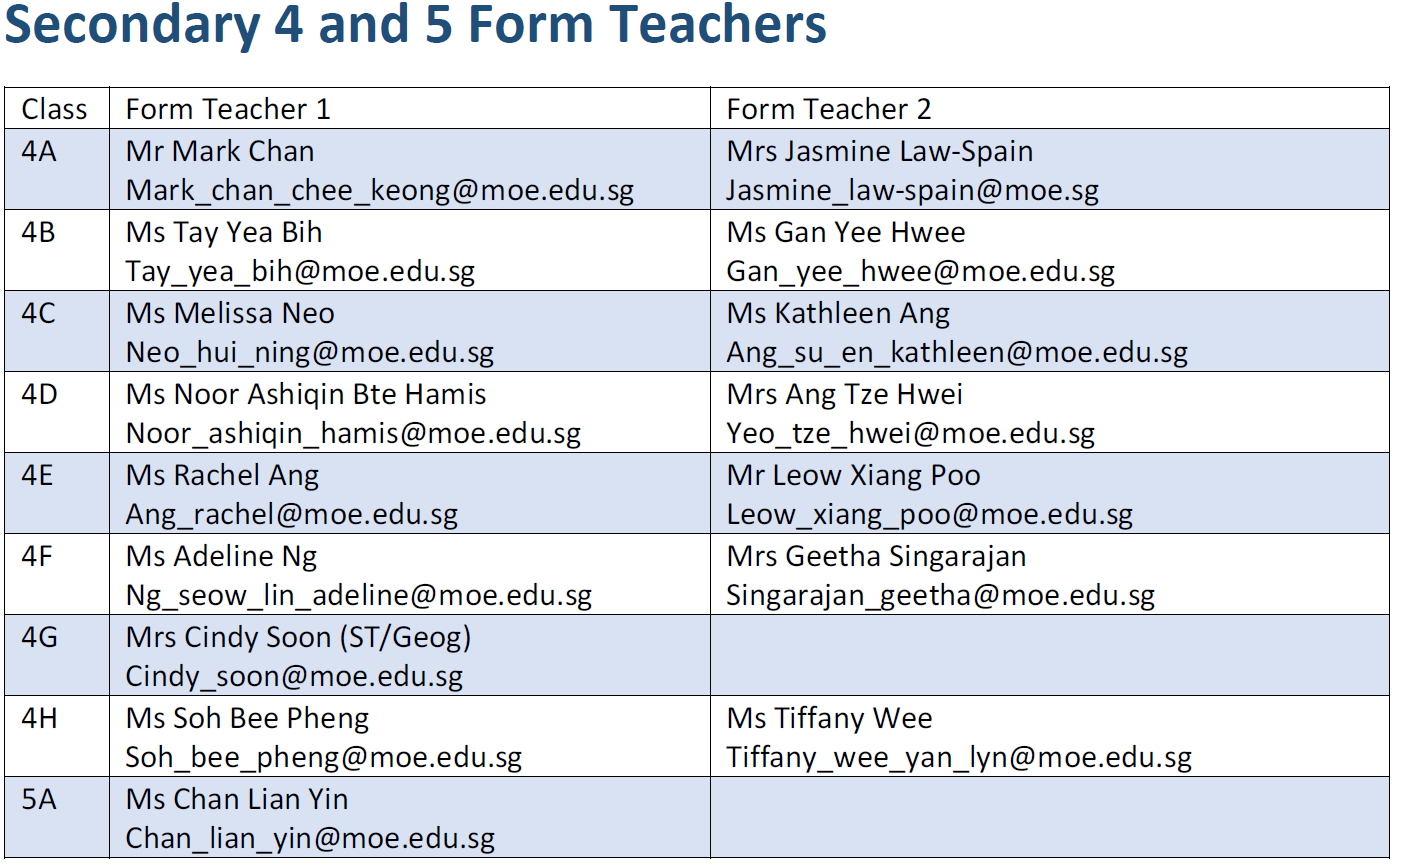 Secondary 4 and 5 Form Teachers
Class Form Teacher 1 Form Teacher 2
4A Mr Mark Chan Mrs Jasmine Law-Spain
Mark_chan_chee_keong@moe.edu.sg Jasmine_law-spain@moe.sg
4B Ms Tay Yea Bih Ms Gan Yee Hwee
Tay_yea_bih@moe.edu.sg Gan_yee_hwee@moe.edu.sg
4C Ms Melissa Neo Ms Kathleen Ang
Neo_hui_ning@moe.edu.sg Ang_su_en_kathleen@moe.edu.sg
4D Ms Noor Ashiqin Bte Hamis Mrs Ang Tze Hwei
Noor_ashiqin_hamis@moe.edu.sg Yeo_tze_hwei@moe.edu.sg
4E Ms Rachel Ang Mr Leow Xiang Poo
Ang_rachel@moe.edu.sg Leow_xiang_poo@moe.edu.sg
4F Ms Adeline Ng Mrs Geetha Singarajan
Ng_seow_lin_adeline@moe.edu.sg Singarajan_geetha@moe.edu.sg
4G Mrs Cindy Soon (ST/Geog)
Cindy_soon@moe.edu.sg
4H Ms Soh Bee Pheng Ms Tiffany Wee
Soh_bee_pheng@moe.edu.sg Tiffany_wee_yan_lyn@moe.edu.sg
5A Ms Chan Lian Yin
Chan_lian_yin@moe.edu.sg